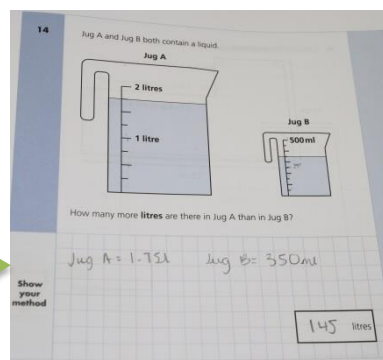 14
Jug A and Jug B both contain a liquid.
Jug A
2 litres
1 litre
Jug B
500 ml
How many more litres are there in Jug A than in Jug B?
Jug A = 1.75l Jug B = 350ml
Show
your
method
145 litres